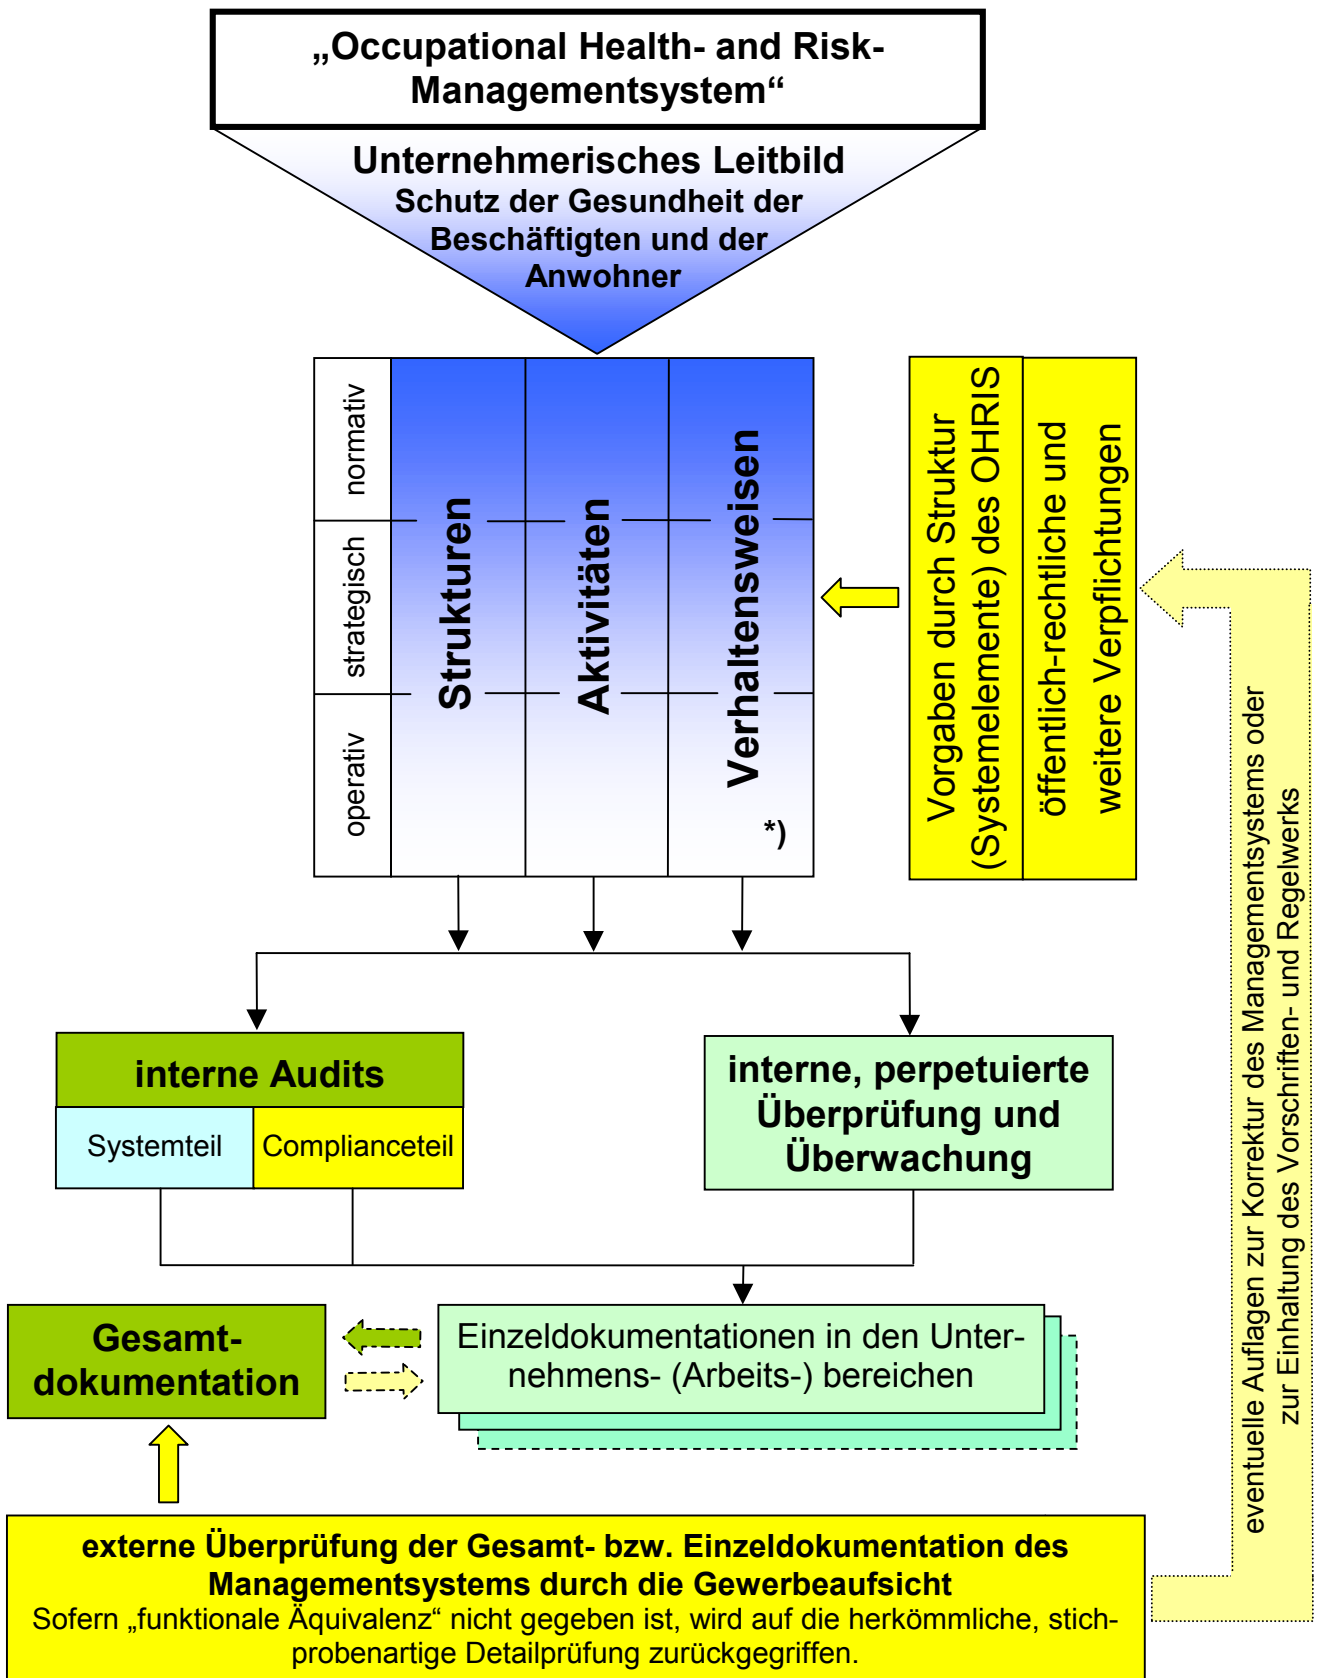 „Occupational Health- and Risk-
Managementsystem“
Unternehmerisches Leitbild
Schutz der Gesundheit der
Beschäftigten und der
Anwohner
normativ
strategisch
operativ
Strukturen
Aktivitäten
Verhaltensweisen
*)
Vorgaben durch Struktur
(Systemelemente) des OHRIS
öffentlich-rechtliche und
weitere Verpflichtungen
interne Audits
Systemteil
Complianceteil
interne, perpetuierte
Überprüfung und
Überwachung
Gesamt-
dokumentation
Einzeldokumentationen in den Unter-
nehmens- (Arbeits-) bereichen
eventuelle Auflagen zur Korrektur des Managementsystems oder
zur Einhaltung des Vorschriften- und Regelwerks
externe Überprüfung der Gesamt- bzw. Einzeldokumentation des
Managementsystems durch die Gewerbeaufsicht
Sofern „funktionale Äquivalenz“ nicht gegeben ist, wird auf die herkömmliche, stich-
probenartige Detailprüfung zurückgegriffen.